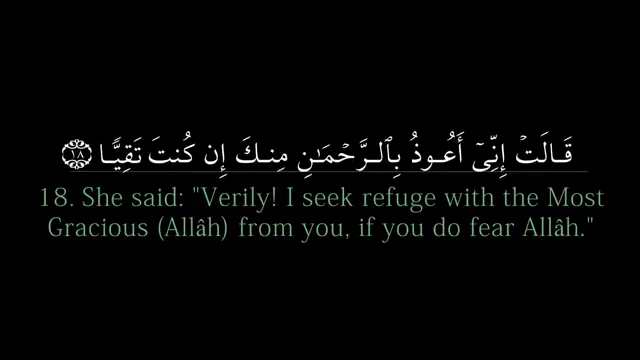 قَالَتْ إِنِّىٓ أَعُوذُ بِٱلرَّحْمَـٰنِ مِنكَ إِن كُنتَ تَقِيًّا ١٨
18. She said: "Verily! I seek refuge with the Most
Gracious (Allâh) from you, if you do fear Allâh."